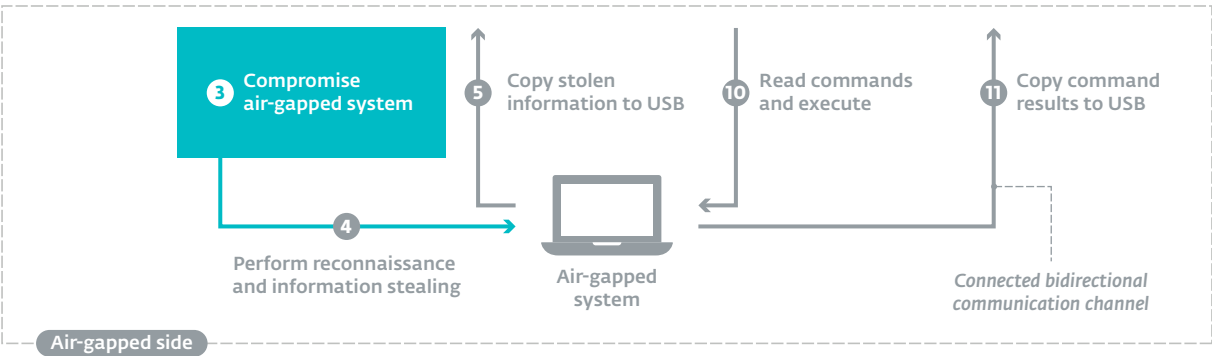 3
Compromise
air-gapped system
5
Copy stolen
information to USB
10
Read commands
and execute
11
Copy command
results to USB
4
Perform reconnaissance
and information stealing
Air-gapped
system
Connected bidirectional
communication channel
Air-gapped side